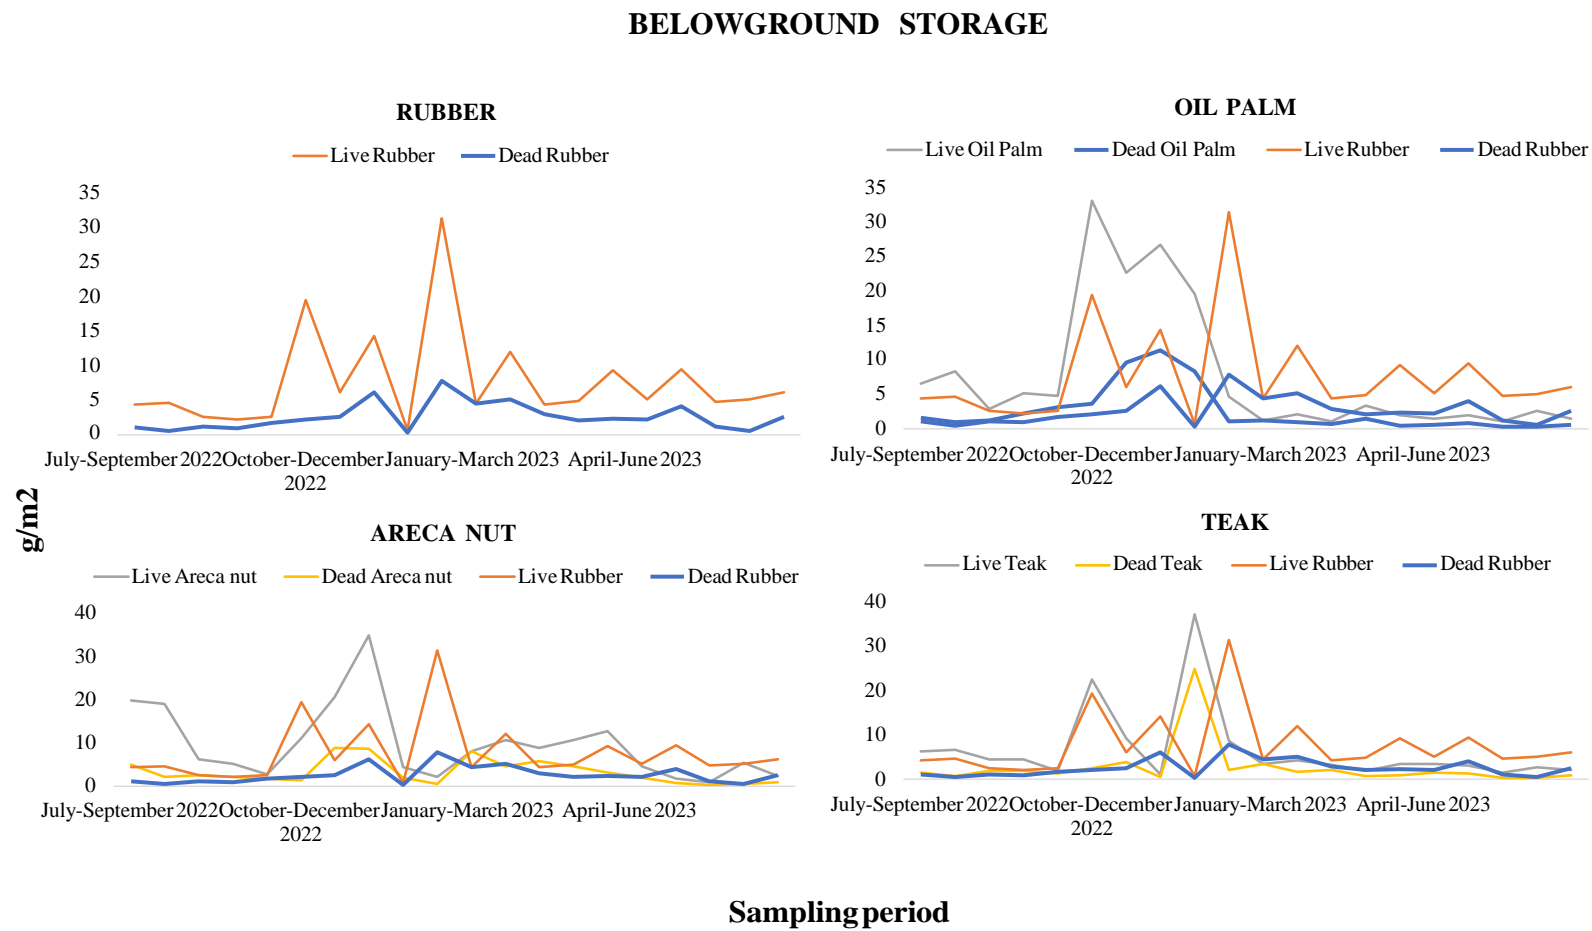 BELOWGROUND STORAGE
RUBBER
Live Rubber Dead Rubber
35
30
25
20
15
10
5
0
July-September 2022 October-December 2022 January-March 2023 April-June 2023
OIL PALM
Live Oil Palm Dead Oil Palm Live Rubber Dead Rubber
35
30
25
20
15
10
5
0
July-September 2022 October-December 2022 January-March 2023 April-June 2023
g/m2
ARECA NUT
Live Areca nut Dead Areca nut Live Rubber Dead Rubber
40
30
20
10
0
July-September 2022 October-December 2022 January-March 2023 April-June 2023
TEAK
Live Teak Dead Teak Live Rubber Dead Rubber
40
30
20
10
0
July-September 2022 October-December 2022 January-March 2023 April-June 2023
Sampling period